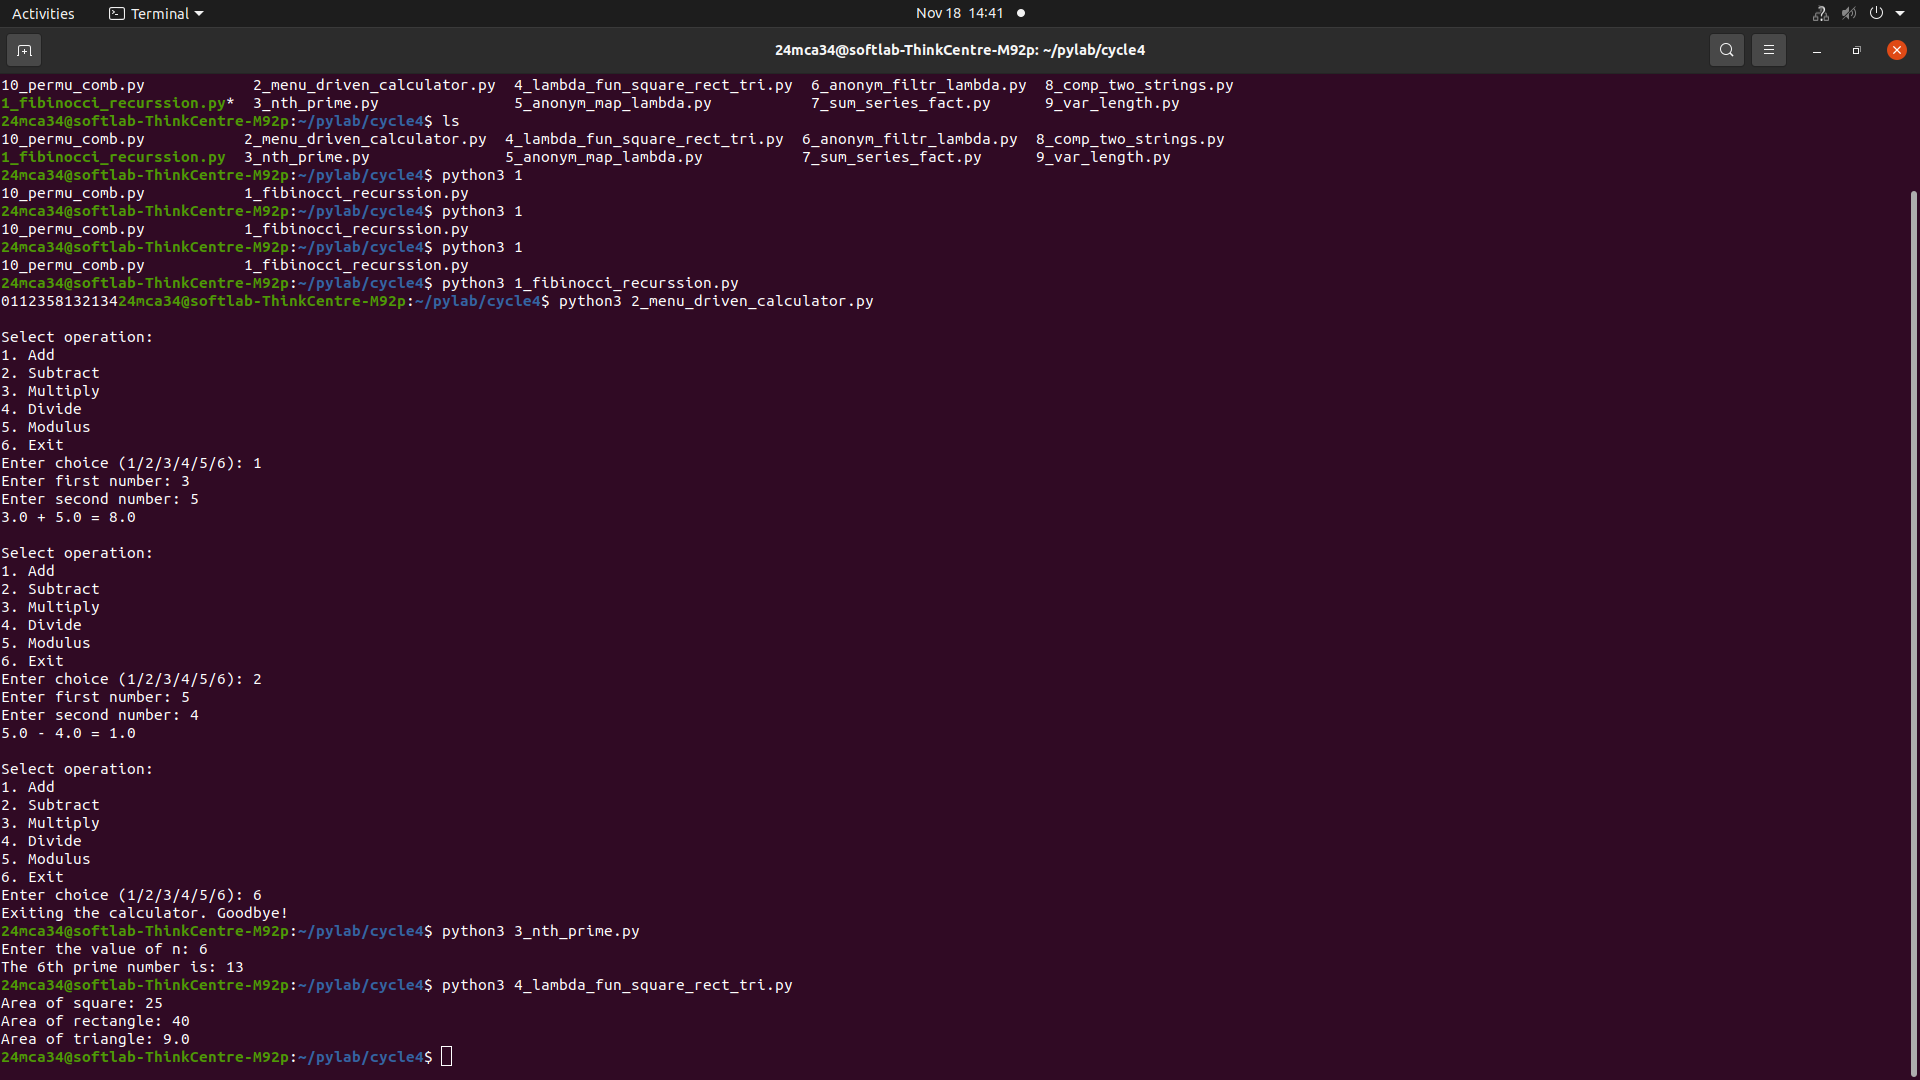 Activities Terminal Nov 18 14:41
24mca34@softlab-ThinkCentre-M92p: ~/pylab/cycle4
10_permu_comb.py 2_menu_driven_calculator.py 4_lambda_fun_square_rect_tri.py 6_anonym_filtr_lambda.py 8_comp_two_strings.py
1_fibinocci_recurssion.py* 3_nth_prime.py 5_anonym_map_lambda.py 7_sum_series_fact.py 9_var_length.py
24mca34@softlab-ThinkCentre-M92p:~/pylab/cycle4$ ls
10_permu_comb.py 2_menu_driven_calculator.py 4_lambda_fun_square_rect_tri.py 6_anonym_filtr_lambda.py 8_comp_two_strings.py
1_fibinocci_recurssion.py 3_nth_prime.py 5_anonym_map_lambda.py 7_sum_series_fact.py 9_var_length.py
24mca34@softlab-ThinkCentre-M92p:~/pylab/cycle4$ python3 1
10_permu_comb.py 1_fibinocci_recurssion.py
24mca34@softlab-ThinkCentre-M92p:~/pylab/cycle4$ python3 1
10_permu_comb.py 1_fibinocci_recurssion.py
24mca34@softlab-ThinkCentre-M92p:~/pylab/cycle4$ python3 1
10_permu_comb.py 1_fibinocci_recurssion.py
24mca34@softlab-ThinkCentre-M92p:~/pylab/cycle4$ python3 1_fibinocci_recurssion.py
011235813213424mca34@softlab-ThinkCentre-M92p:~/pylab/cycle4$ python3 2_menu_driven_calculator.py
Select operation:
1. Add
2. Subtract
3. Multiply
4. Divide
5. Modulus
6. Exit
Enter choice (1/2/3/4/5/6): 1
Enter first number: 3
Enter second number: 5
3.0 + 5.0 = 8.0
Select operation:
1. Add
2. Subtract
3. Multiply
4. Divide
5. Modulus
6. Exit
Enter choice (1/2/3/4/5/6): 2
Enter first number: 5
Enter second number: 4
5.0 - 4.0 = 1.0
Select operation:
1. Add
2. Subtract
3. Multiply
4. Divide
5. Modulus
6. Exit
Enter choice (1/2/3/4/5/6): 6
Exiting the calculator. Goodbye!
24mca34@softlab-ThinkCentre-M92p:~/pylab/cycle4$ python3 3_nth_prime.py
Enter the value of n: 6
The 6th prime number is: 13
24mca34@softlab-ThinkCentre-M92p:~/pylab/cycle4$ python3 4_lambda_fun_square_rect_tri.py
Area of square: 25
Area of rectangle: 40
Area of triangle: 9.0
24mca34@softlab-ThinkCentre-M92p:~/pylab/cycle4$